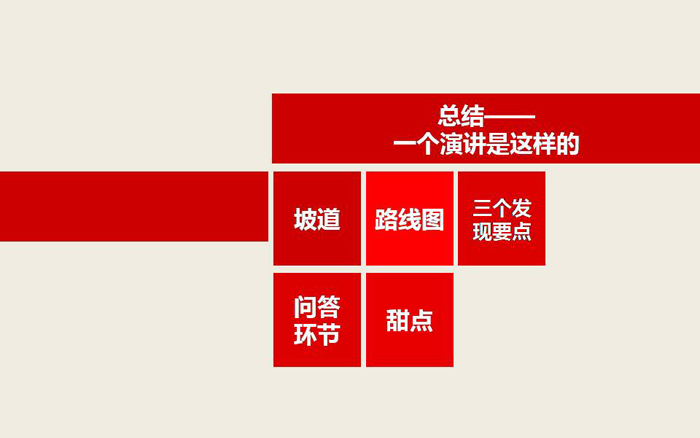 总结——
一个演讲是这样的
坡道
路线图
三个发
现要点
问答
环节
甜点